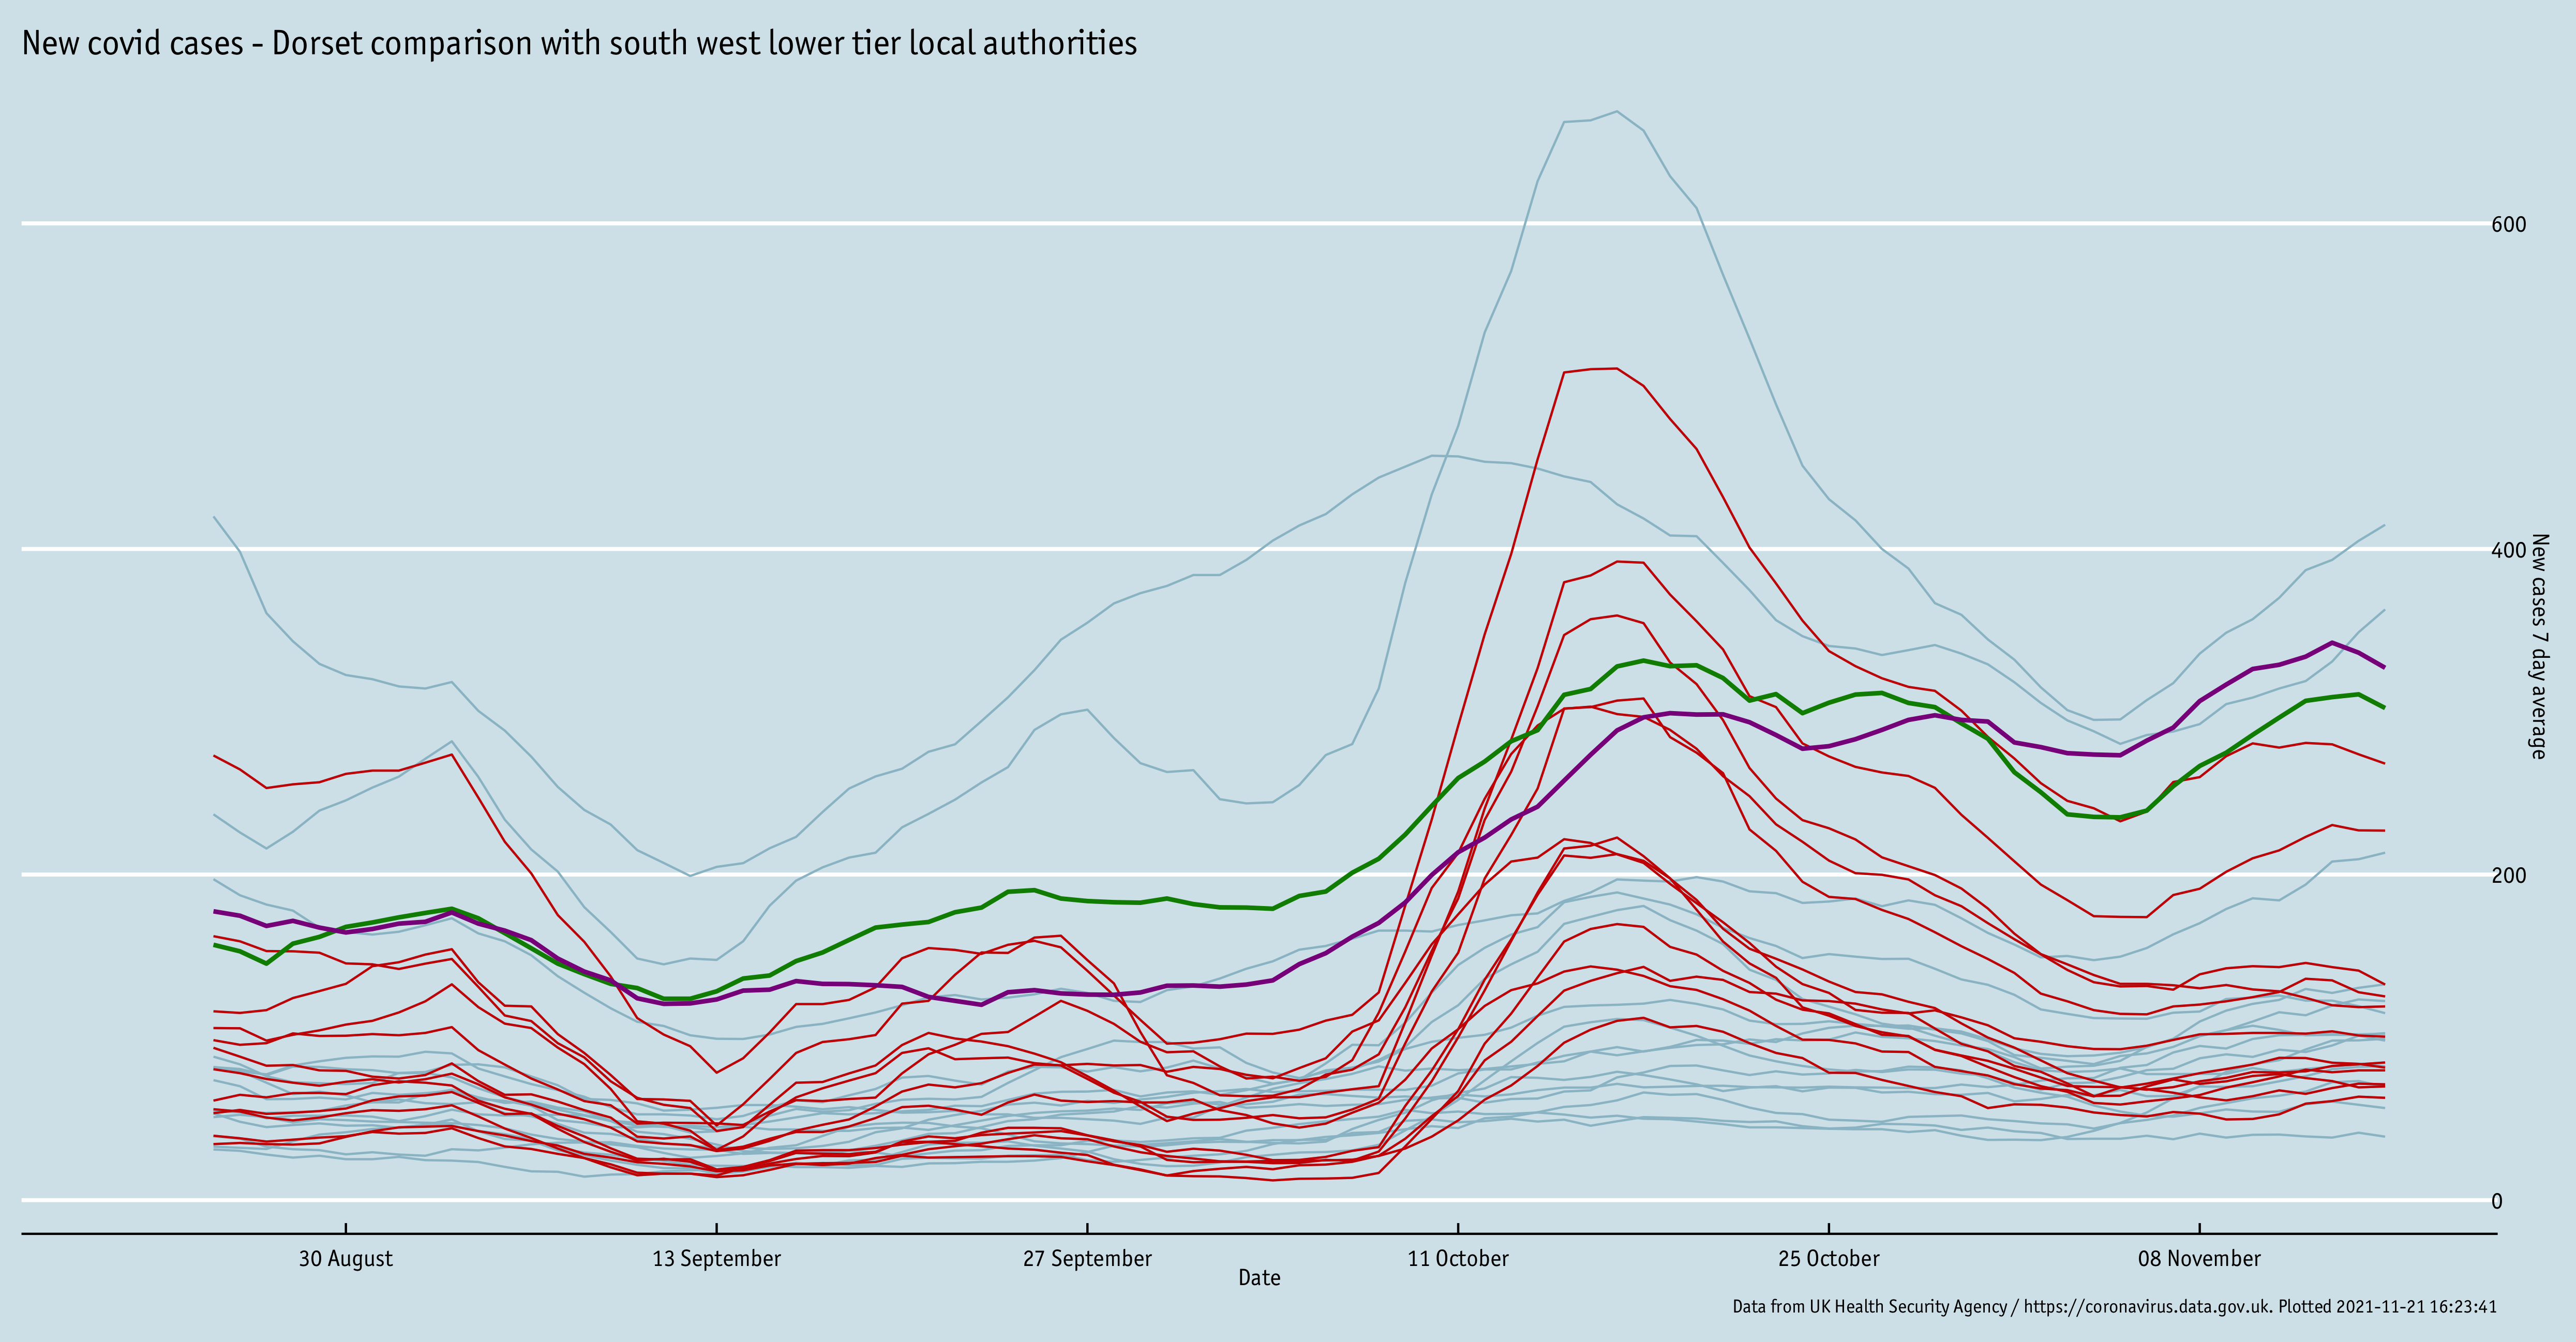 New covid cases - Dorset comparison with south west lower tier local authorities
600
400
200
0
New cases 7 day average
30 August
13 September
27 September
11 October
25 October
08 November
Date
Data from UK Health Security Agency / https://coronavirus.data.gov.uk. Plotted 2021-11-21 16:23:41